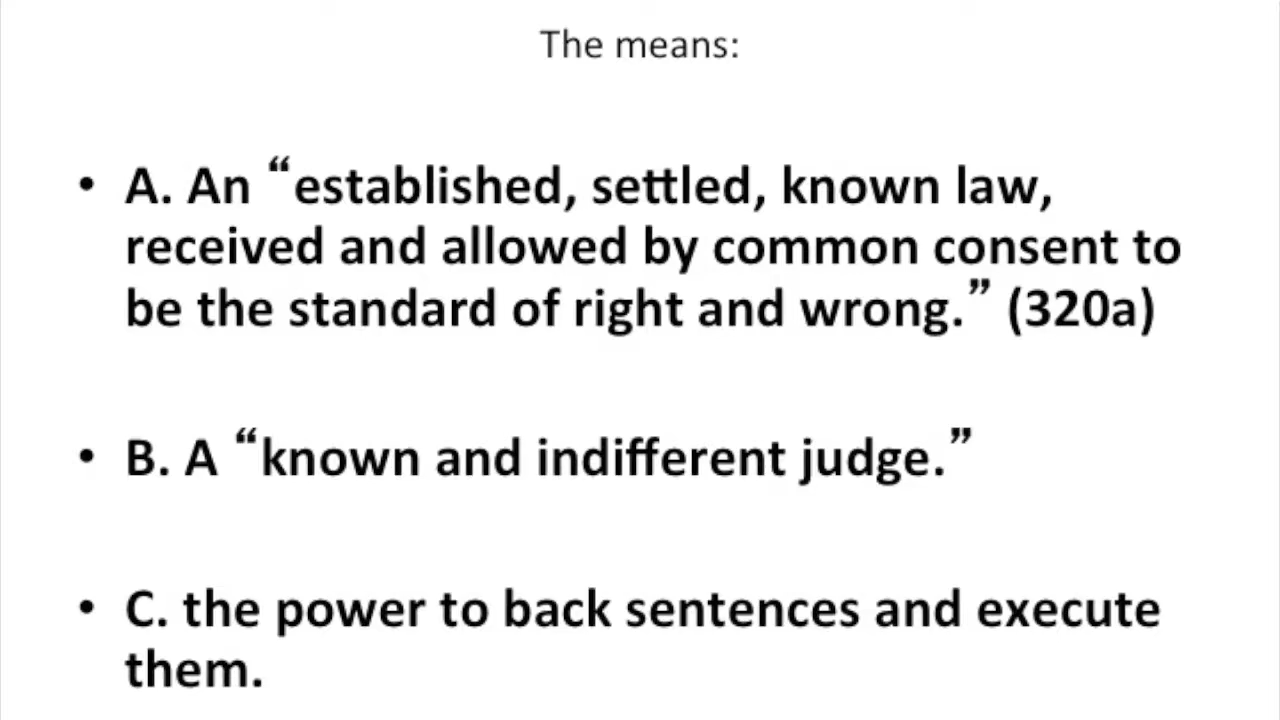 The means:
• A. An “established, settled, known law,
received and allowed by common consent to
be the standard of right and wrong.” (320a)
• B. A “known and indifferent judge.”
• C. the power to back sentences and execute
them.